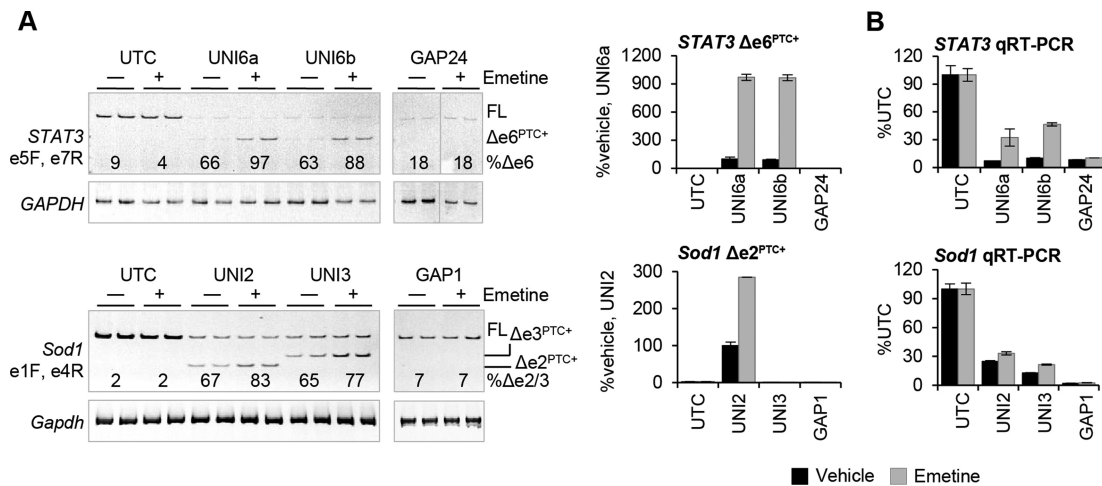 A
UTC UNI6a UNI6b GAP24
— + — + — + — + Emetine
FL
Δe6PTC+
STAT3
e5F, e7R
9 4 66 97 63 88 18 18 %Δe6
GAPDH
UTC UNI2 UNI3 GAP1
— + — + — + — + Emetine
FL Δe3PTC+
Δe2PTC+
Sod1
e1F, e4R
2 2 67 83 65 77 7 7 %Δe2/3
Gapdh
STAT3 Δe6PTC+
%vehicle, UNI6a
1200
900
600
300
0
UTC UNI6a UNI6b GAP24
Sod1 Δe2PTC+
%vehicle, UNI2
300
200
100
0
UTC UNI2 UNI3 GAP1
B
STAT3 qRT-PCR
%UTC
120
90
60
30
0
UTC UNI6a UNI6b GAP24
Sod1 qRT-PCR
%UTC
120
90
60
30
0
UTC UNI2 UNI3 GAP1
Vehicle Emetine